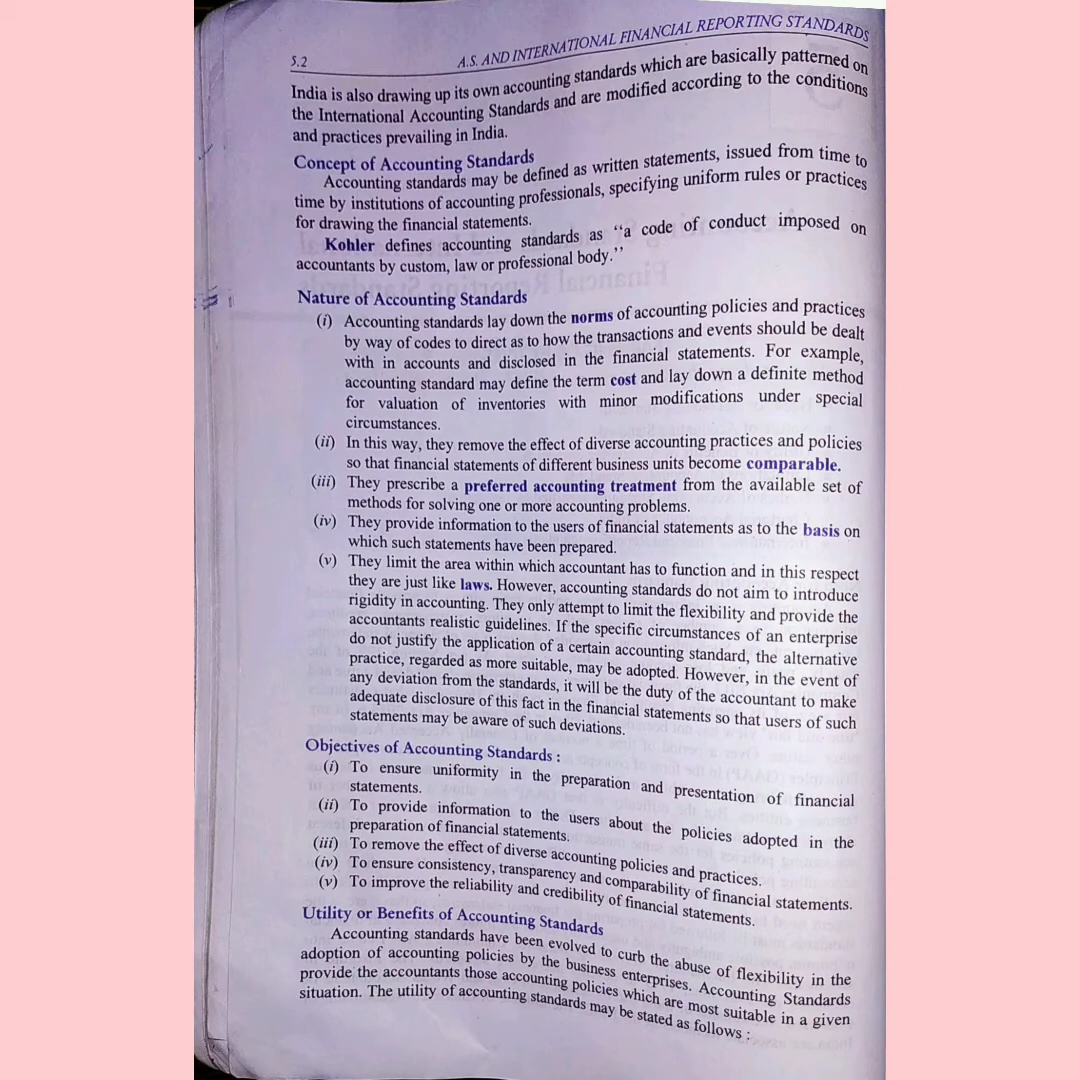 5.2 A.S. AND INTERNATIONAL FINANCIAL REPORTING STANDARDS
India is also drawing up its own accounting standards which are basically patterned on
the International Accounting Standards and are modified according to the conditions
and practices prevailing in India.
Concept of Accounting Standards
Accounting standards may be defined as written statements, issued from time to
time by institutions of accounting professionals, specifying uniform rules or practices
for drawing the financial statements.
Kohler defines accounting standards as ‘‘a code of conduct imposed on
accountants by custom, law or professional body.’’
Nature of Accounting Standards
(i) Accounting standards lay down the norms of accounting policies and practices
by way of codes to direct as to how the transactions and events should be dealt
with in accounts and disclosed in the financial statements. For example,
accounting standard may define the term cost and lay down a definite method
for valuation of inventories with minor modifications under special
circumstances.
(ii) In this way, they remove the effect of diverse accounting practices and policies
so that financial statements of different business units become comparable.
(iii) They prescribe a preferred accounting treatment from the available set of
methods for solving one or more accounting problems.
(iv) They provide information to the users of financial statements as to the basis on
which such statements have been prepared.
(v) They limit the area within which accountant has to function and in this respect
they are just like laws. However, accounting standards do not aim to introduce
rigidity in accounting. They only attempt to limit the flexibility and provide the
accountants realistic guidelines. If the specific circumstances of an enterprise
do not justify the application of a certain accounting standard, the alternative
practice, regarded as more suitable, may be adopted. However, in the event of
any deviation from the standards, it will be the duty of the accountant to make
adequate disclosure of this fact in the financial statements so that users of such
statements may be aware of such deviations.
Objectives of Accounting Standards :
(i) To ensure uniformity in the preparation and presentation of financial
statements.
(ii) To provide information to the users about the policies adopted in the
preparation of financial statements.
(iii) To remove the effect of diverse accounting policies and practices.
(iv) To ensure consistency, transparency and comparability of financial statements.
(v) To improve the reliability and credibility of financial statements.
Utility or Benefits of Accounting Standards
Accounting standards have been evolved to curb the abuse of flexibility in the
adoption of accounting policies by the business enterprises. Accounting Standards
provide the accountants those accounting policies which are most suitable in a given
situation. The utility of accounting standards may be stated as follows :